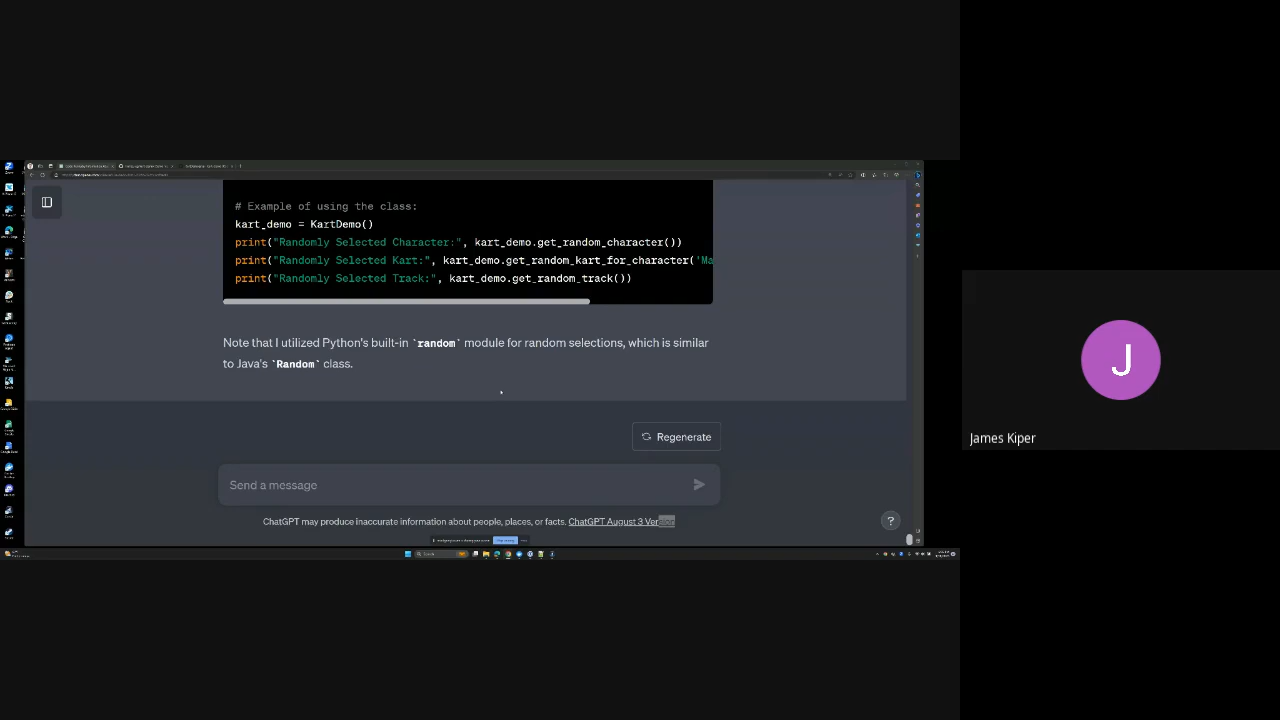 # Example of using the class:
kart_demo = KartDemo()
print("Randomly Selected Character:", kart_demo.get_random_character())
print("Randomly Selected Kart:", kart_demo.get_random_kart_for_character('Ma
print("Randomly Selected Track:", kart_demo.get_random_track())
Note that I utilized Python's built-in `random` module for random selections, which is similar
to Java's `Random` class.
Regenerate
Send a message
ChatGPT may produce inaccurate information about people, places, or facts. ChatGPT August 3 Version
?
J
James Kiper